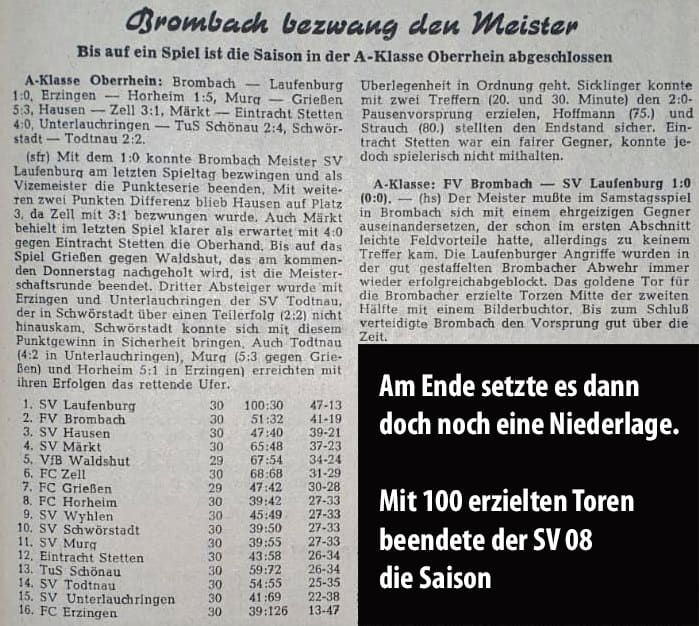 Brombach bezwang den Meister
Bis auf ein Spiel ist die Saison in der A-Klasse Oberrhein abgeschlossen
A-Klasse Oberrhein: Brombach — Laufenburg
1:0, Erzingen — Horheim 1:5, Murg — Grießen
5:3, Hausen — Zell 3:1, Märkt — Eintracht Stetten
4:0, Unterlauchringen — TuS Schönau 2:4, Schwör-
stadt — Todtnau 2:2.
(sfr) Mit dem 1:0 konnte Brombach Meister SV
Laufenburg am letzten Spieltag bezwingen und als
Vizemeister die Punkteserie beenden. Mit weite-
ren zwei Punkten Differenz blieb Hausen auf Platz
3, da Zell mit 3:1 bezwungen wurde. Auch Märkt
behielt im letzten Spiel klarer als erwartet mit 4:0
gegen Eintracht Stetten die Oberhand. Bis auf das
Spiel Grießen gegen Waldshut, das am kommen-
den Donnerstag nachgeholt wird, ist die Meister-
schaftsrunde beendet. Dritter Absteiger wurde mit
Erzingen und Unterlauchringen der SV Todtnau,
der in Schwörstadt über einen Teilerfolg (2:2) nicht
hinauskam. Schwörstadt konnte sich mit diesem
Punktgewinn in Sicherheit bringen. Auch Todtnau
(4:2 in Unterlauchringen), Murg (5:3 gegen Grie-
ßen) und Horheim 5:1 in Erzingen) erreichten mit
ihren Erfolgen das rettende Ufer.
1. SV Laufenburg 30 100:30 47-13
2. FV Brombach 30 51:32 41-19
3. SV Hausen 30 47:40 39-21
4. SV Märkt 30 65:48 37-23
5. VfB Waldshut 29 67:54 34-24
6. FC Zell 30 68:68 31-29
7. FC Grießen 29 47:42 30-28
8. FC Horheim 30 39:42 27-33
9. SV Wyhlen 30 45:49 27-33
10. SV Schwörstadt 30 39:50 27-33
11. SV Murg 30 39:55 27-33
12. Eintracht Stetten 30 43:58 26-34
13. TuS Schönau 30 59:72 26-34
14. SV Todtnau 30 54:55 25-35
15. SV Unterlauchringen 30 41:69 22-38
16. FC Erzingen 30 39:126 13-47
Überlegenheit in Ordnung geht. Sicklinger konnte
mit zwei Treffern (20. und 30. Minute) den 2:0-
Pausenvorsprung erzielen, Hoffmann (75.) und
Strauch (80.) stellten den Endstand sicher. Ein-
tracht Stetten war ein fairer Gegner, konnte je-
doch spielerisch nicht mithalten.
A-Klasse: FV Brombach — SV Laufenburg 1:0
(0:0). — (hs) Der Meister mußte im Samstagsspiel
in Brombach sich mit einem ehrgeizigen Gegner
auseinandersetzen, der schon im ersten Abschnitt
leichte Feldvorteile hatte, allerdings zu keinem
Treffer kam. Die Laufenburger Angriffe wurden in
der gut gestaffelten Brombacher Abwehr immer
wieder erfolgreichabgeblockt. Das goldene Tor für
die Brombacher erzielte Torzen Mitte der zweiten
Hälfte mit einem Bilderbuchtor. Bis zum Schluß
verteidigte Brombach den Vorsprung gut über die
Zeit.
Am Ende setzte es dann
doch noch eine Niederlage.
Mit 100 erzielten Toren
beendete der SV 08
die Saison